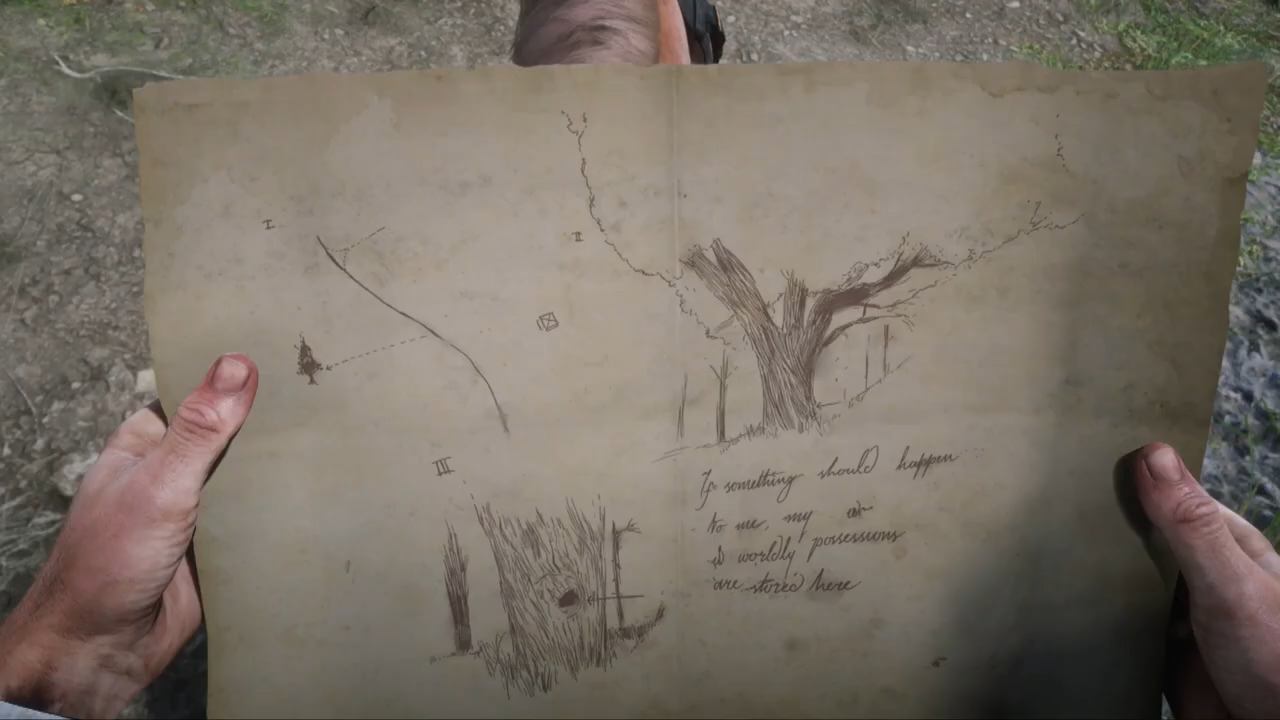 I
II
III
If something should happen
to me, my
worldly possessions
are stored here